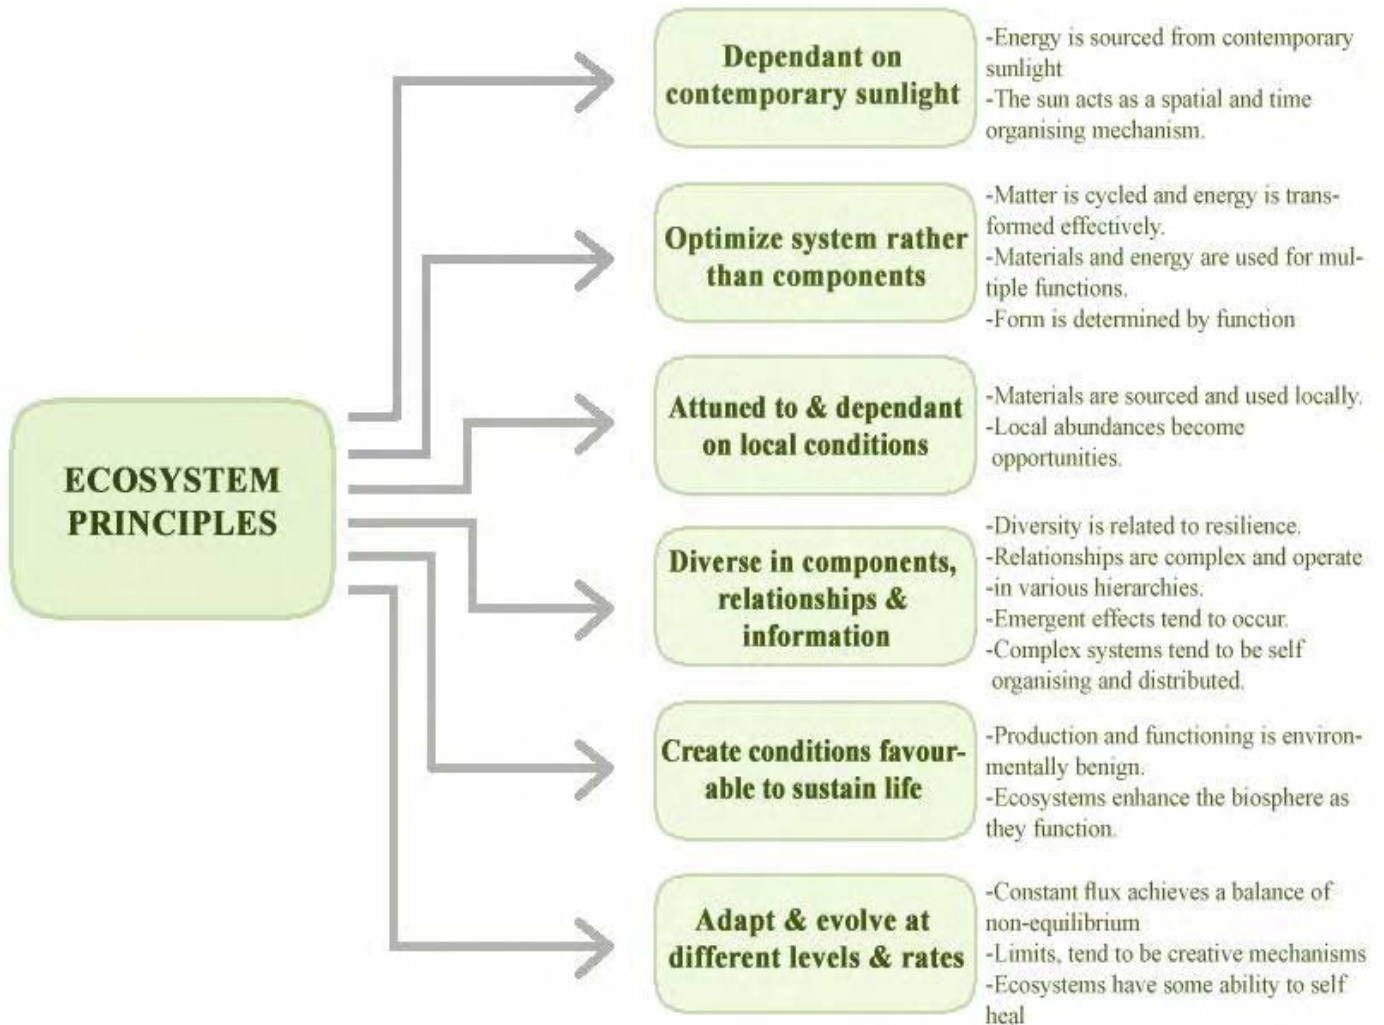 ECOSYSTEM
PRINCIPLES
Dependant on
contemporary sunlight
-Energy is sourced from contemporary
sunlight
-The sun acts as a spatial and time
organising mechanism.
Optimize system rather
than components
-Matter is cycled and energy is trans-
formed effectively.
-Materials and energy are used for mul-
tiple functions.
-Form is determined by function
Attuned to & dependant
on local conditions
-Materials are sourced and used locally.
-Local abundances become
opportunities.
Diverse in components,
relationships &
information
-Diversity is related to resilience.
-Relationships are complex and operate
-in various hierarchies.
-Emergent effects tend to occur.
-Complex systems tend to be self
organising and distributed.
Create conditions favour-
able to sustain life
-Production and functioning is environ-
mentally benign.
-Ecosystems enhance the biosphere as
they function.
Adapt & evolve at
different levels & rates
-Constant flux achieves a balance of
non-equilibrium
-Limits, tend to be creative mechanisms
-Ecosystems have some ability to self
heal